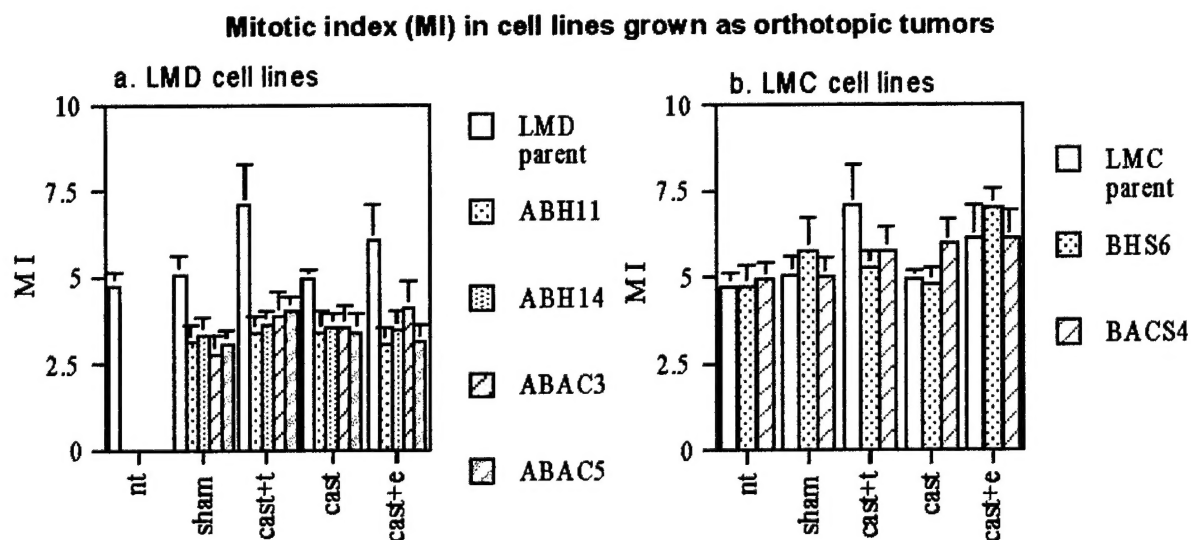 Mitotic index (MI) in cell lines grown as orthotopic tumors
a. LMD cell lines
MI
10
7.5
5
2.5
0
nt
sham
cast+t
cast
cast+e
LMD
parent
ABH11
ABH14
ABAC3
ABAC5
b. LMC cell lines
MI
10
7.5
5
2.5
0
nt
sham
cast+t
cast
cast+e
LMC
parent
BHS6
BACS4